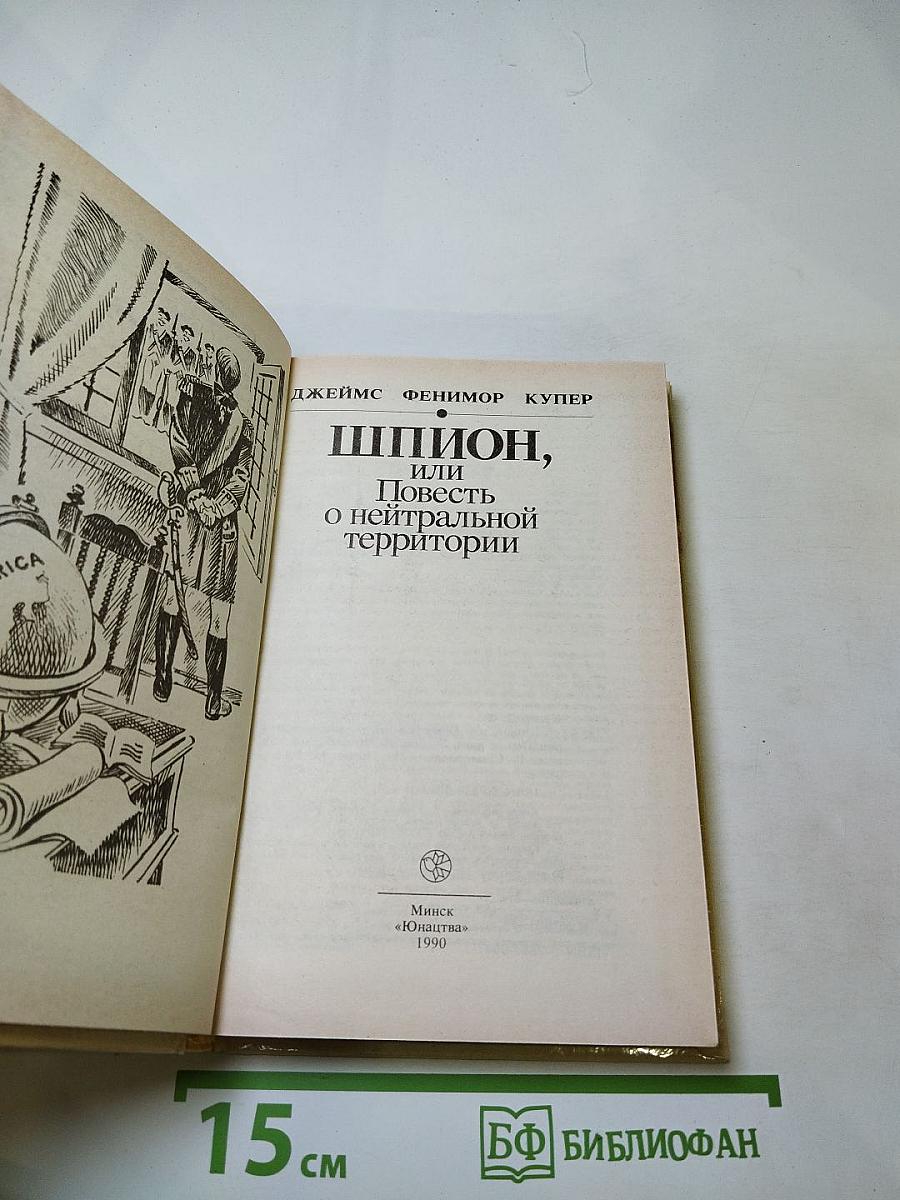 RICA
ДЖЕЙМС ФЕНИМОР КУПЕР
ШПИОН,
или
Повесть
о нейтральной
территории
Минск
«Юнацтва»
1990
15 см
БФ БИБЛИОФАН